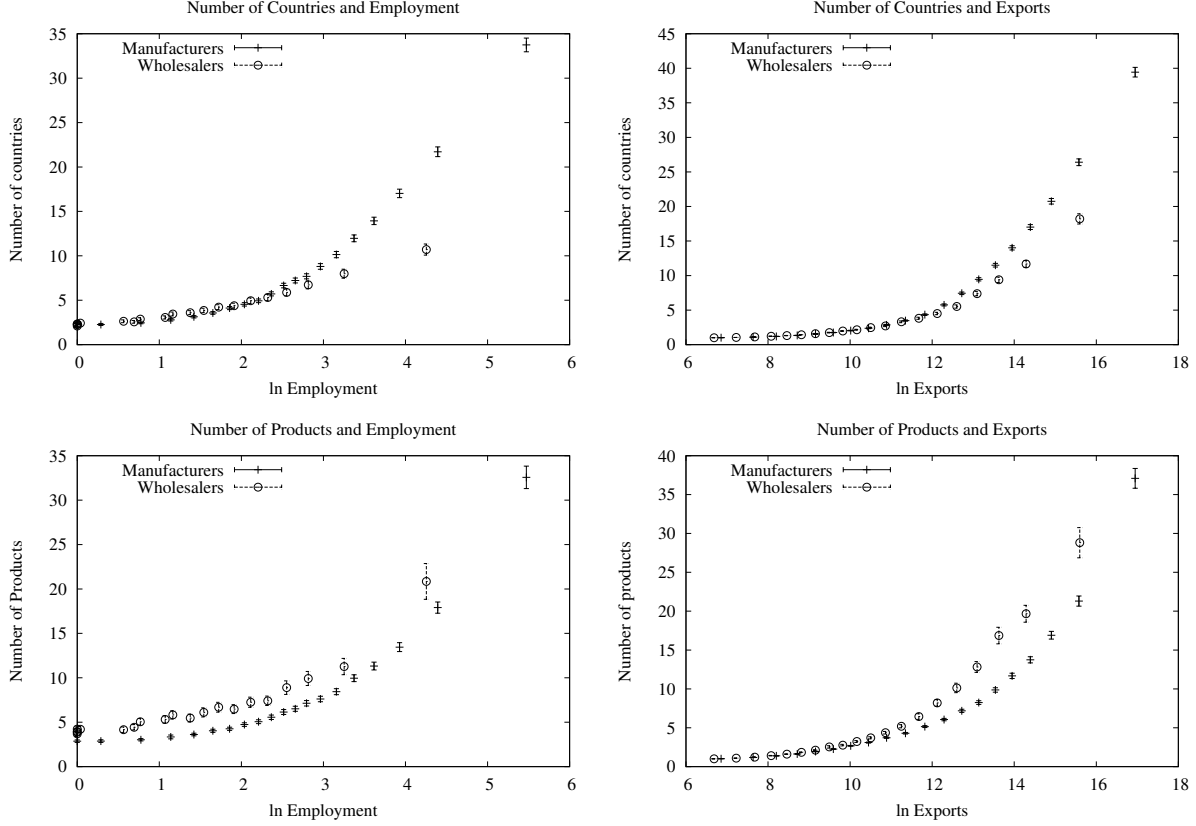 Number of Countries and Employment
35
30
25
20
15
10
5
0
0 1 2 3 4 5 6
Number of countries
ln Employment
Manufacturers
Wholesalers
Number of Countries and Exports
45
40
35
30
25
20
15
10
5
0
6 8 10 12 14 16 18
Number of countries
ln Exports
Manufacturers
Wholesalers
Number of Products and Employment
35
30
25
20
15
10
5
0
0 1 2 3 4 5 6
Number of Products
ln Employment
Manufacturers
Wholesalers
Number of Products and Exports
40
35
30
25
20
15
10
5
0
6 8 10 12 14 16 18
Number of products
ln Exports
Manufacturers
Wholesalers